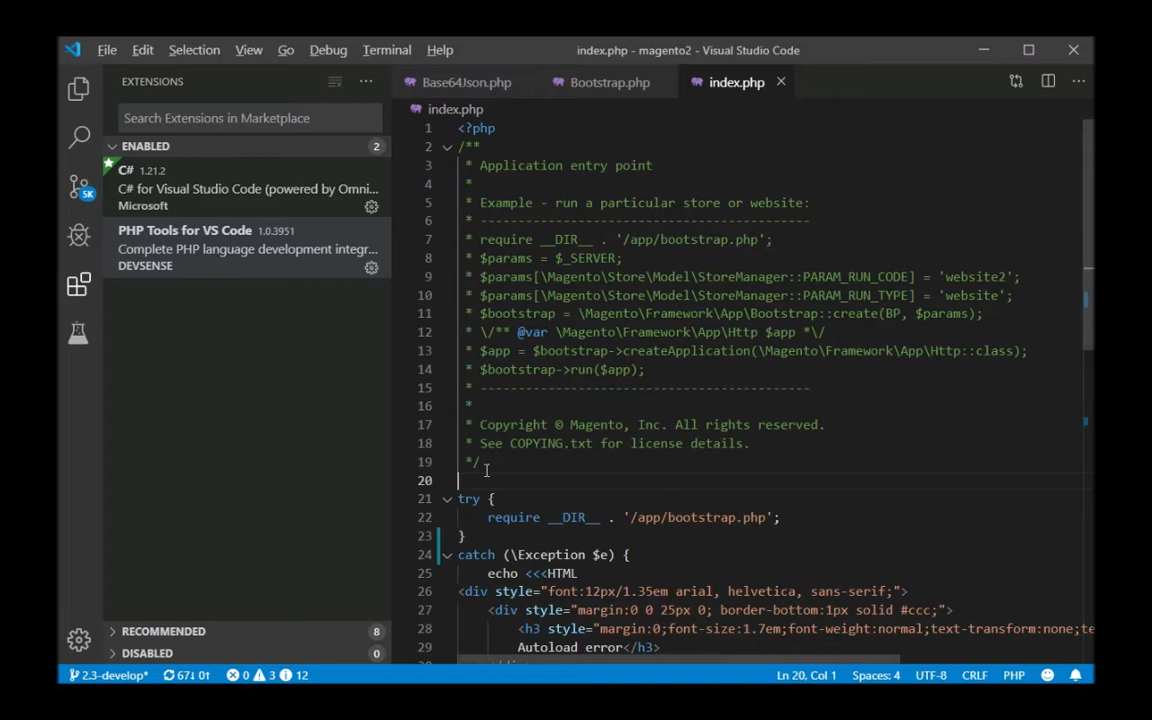 File Edit Selection View Go Debug Terminal Help index.php - magento2 - Visual Studio Code
EXTENSIONS
Search Extensions in Marketplace
ENABLED 2
C# 1.21.2
C# for Visual Studio Code (powered by Omni...
Microsoft
PHP Tools for VS Code 1.0.3951
Complete PHP language development integr...
DEVSENSE
5K
RECOMMENDED 8
DISABLED 0
Base64Json.php Bootstrap.php index.php
index.php
1 <?php
2 /**
3 * Application entry point
4 *
5 * Example - run a particular store or website:
6 * --------------------------------------------
7 * require __DIR__ . '/app/bootstrap.php';
8 * $params = $_SERVER;
9 * $params[\Magento\Store\Model\StoreManager::PARAM_RUN_CODE] = 'website2';
10 * $params[\Magento\Store\Model\StoreManager::PARAM_RUN_TYPE] = 'website';
11 * $bootstrap = \Magento\Framework\App\Bootstrap::create(BP, $params);
12 * \/** @var \Magento\Framework\App\Http $app *\/
13 * $app = $bootstrap->createApplication(\Magento\Framework\App\Http::class);
14 * $bootstrap->run($app);
15 * --------------------------------------------
16 *
17 * Copyright © Magento, Inc. All rights reserved.
18 * See COPYING.txt for license details.
19 */
20
21 try {
22 require __DIR__ . '/app/bootstrap.php';
23 }
24 catch (\Exception $e) {
25 echo <<<HTML
26 <div style="font:12px/1.35em arial, helvetica, sans-serif;">
27 <div style="margin:0 0 25px 0; border-bottom:1px solid #ccc;">
28 <h3 style="margin:0;font-size:1.7em;font-weight:normal;text-transform:none;te
29 Autoload error</h3>
2.3-develop* 67↓ 0↑ 0 3 12 Ln 20, Col 1 Spaces: 4 UTF-8 CRLF PHP